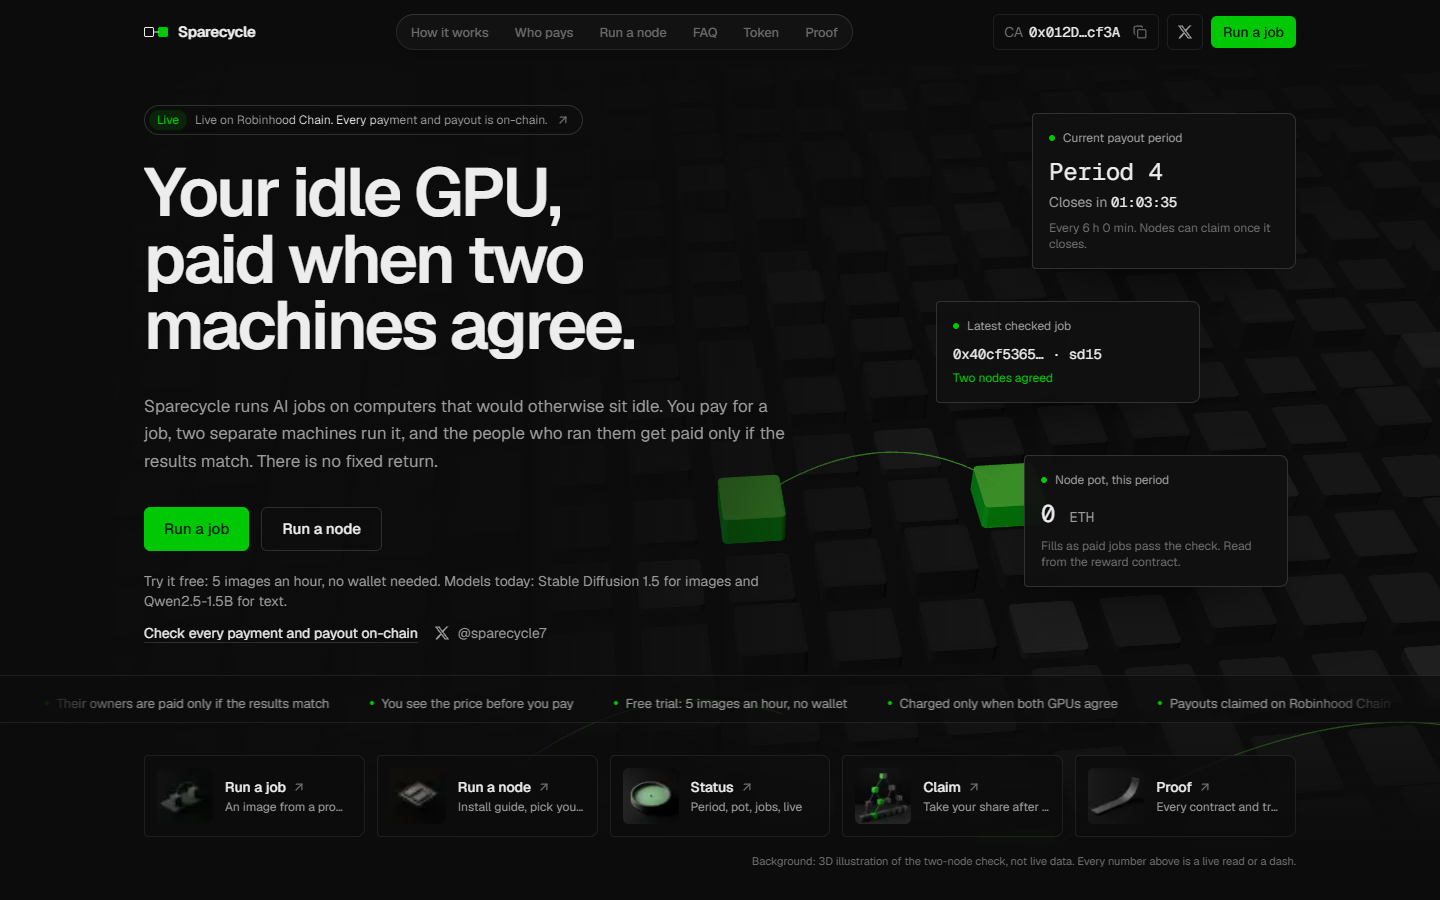 Sparecycle
How it works
Who pays
Run a node
FAQ
Token
Proof
CA 0x012D…cf3A
Run a job
Live
Live on Robinhood Chain. Every payment and payout is on-chain.
Your idle GPU,
paid when two
machines agree.
Sparecycle runs AI jobs on computers that would otherwise sit idle. You pay for a
job, two separate machines run it, and the people who ran them get paid only if the
results match. There is no fixed return.
Run a job
Run a node
Try it free: 5 images an hour, no wallet needed. Models today: Stable Diffusion 1.5 for images and
Qwen2.5-1.5B for text.
Check every payment and payout on-chain
@sparecycle7
Current payout period
Period 4
Closes in 01:03:35
Every 6 h 0 min. Nodes can claim once it
closes.
Latest checked job
0x40cf5365… · sd15
Two nodes agreed
Node pot, this period
0 ETH
Fills as paid jobs pass the check. Read
from the reward contract.
Their owners are paid only if the results match
You see the price before you pay
Free trial: 5 images an hour, no wallet
Charged only when both GPUs agree
Payouts claimed on Robinhood Chain
Run a job
An image from a pro…
Run a node
Install guide, pick you…
Status
Period, pot, jobs, live
Claim
Take your share after …
Proof
Every contract and tr…
Background: 3D illustration of the two-node check, not live data. Every number above is a live read or a dash.